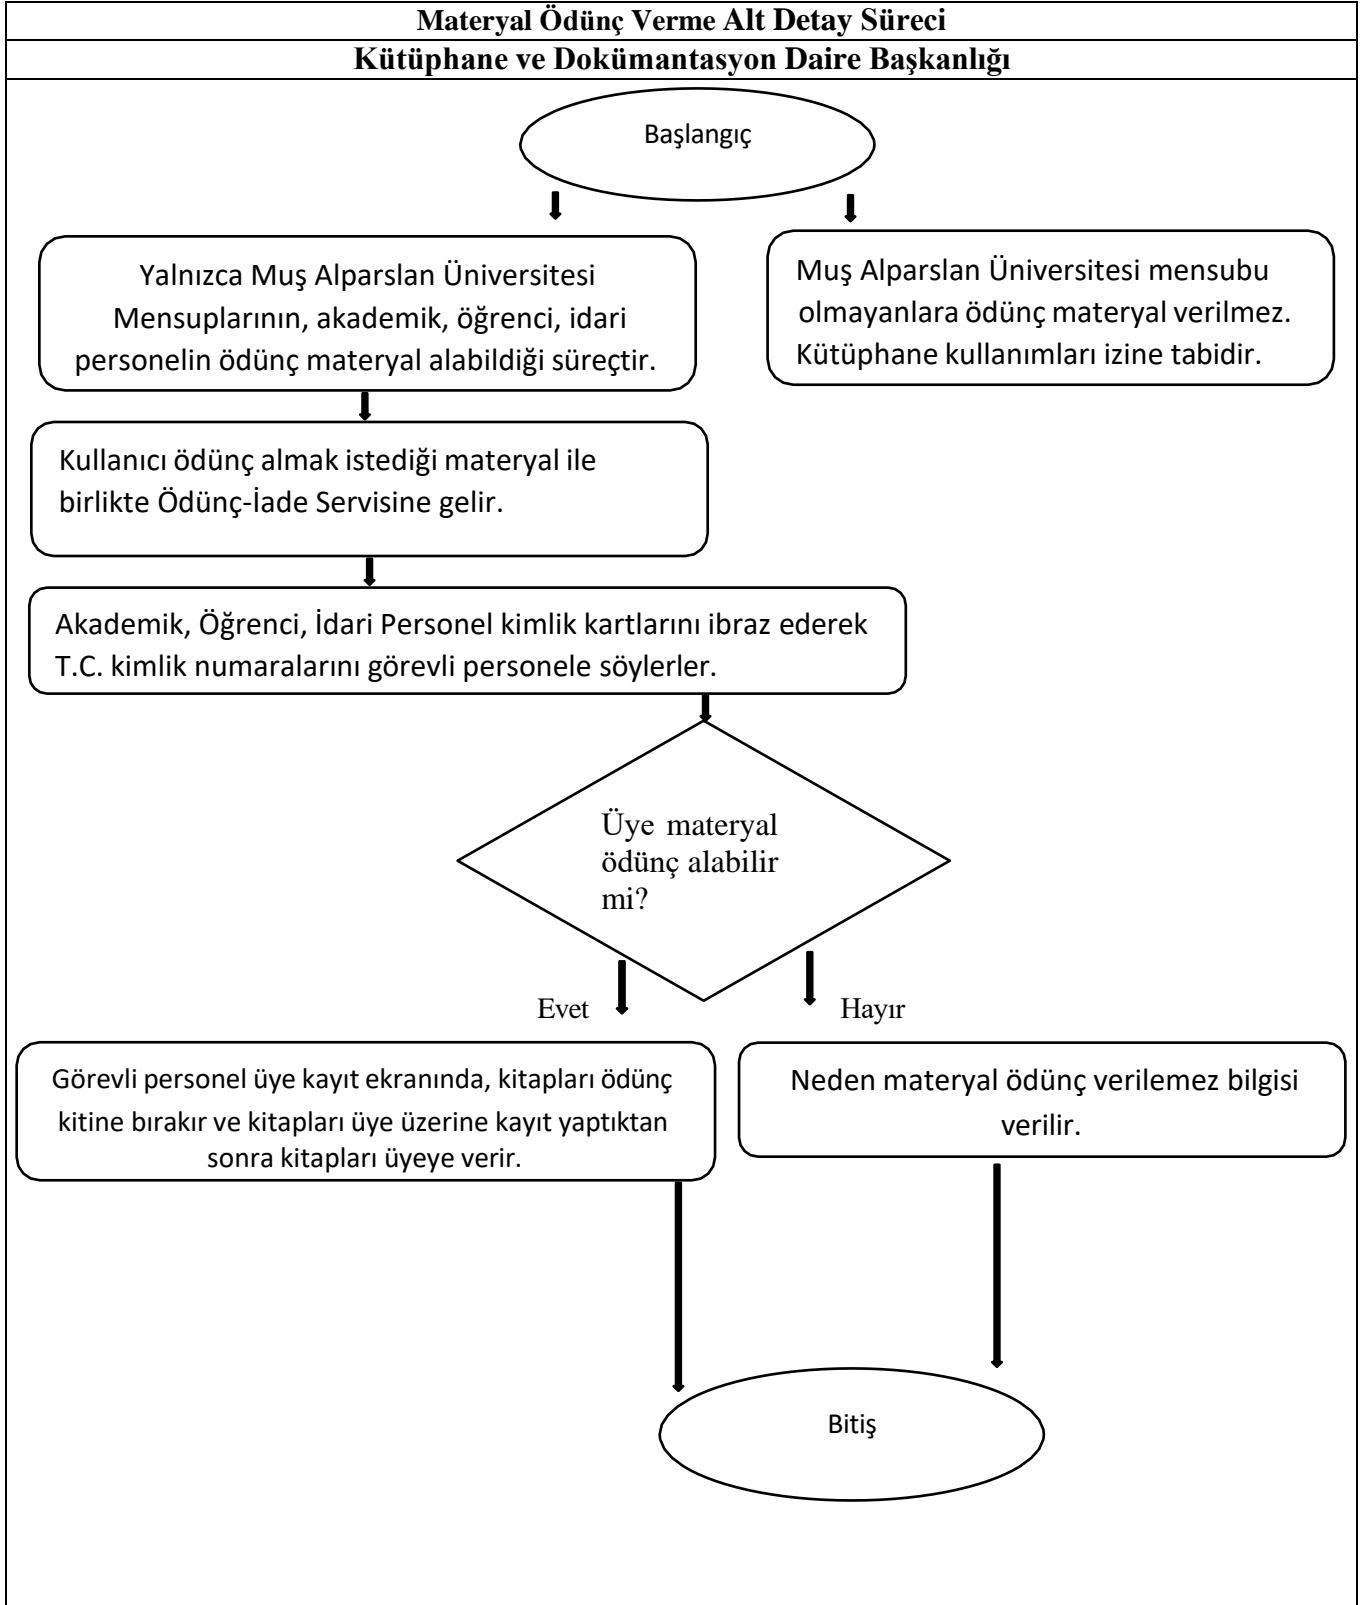 Materyal Ödünç Verme Alt Detay Süreci
Kütüphane ve Dokümantasyon Daire Başkanlığı
Başlangıç
Yalnızca Muş Alparslan Üniversitesi
Mensuplarının, akademik, öğrenci, idari
personelin ödünç materyal alabildiği süreçtir.
Muş Alparslan Üniversitesi mensubu
olmayanlara ödünç materyal verilmez.
Kütüphane kullanımları izine tabidir.
Kullanıcı ödünç almak istediği materyal ile
birlikte Ödünç-İade Servisine gelir.
Akademik, Öğrenci, İdari Personel kimlik kartlarını ibraz ederek
T.C. kimlik numaralarını görevli personele söylerler.
Üye materyal
ödünç alabilir
mi?
Evet
Hayır
Görevli personel üye kayıt ekranında, kitapları ödünç
kitine bırakır ve kitapları üye üzerine kayıt yaptıktan
sonra kitapları üyeye verir.
Neden materyal ödünç verilemez bilgisi
verilir.
Bitiş